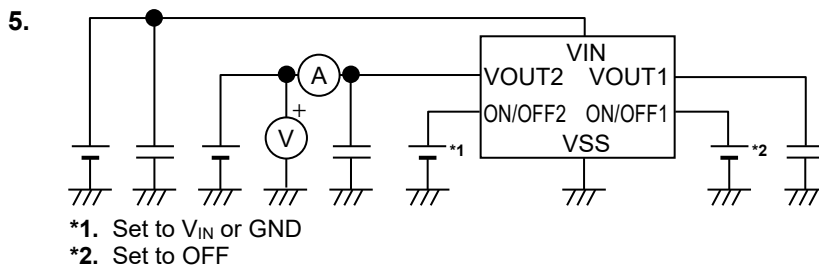 5.
VIN
VOUT2 VOUT1
ON/OFF2 ON/OFF1
VSS
A
V
+
*1
*2
*1. Set to VIN or GND
*2. Set to OFF